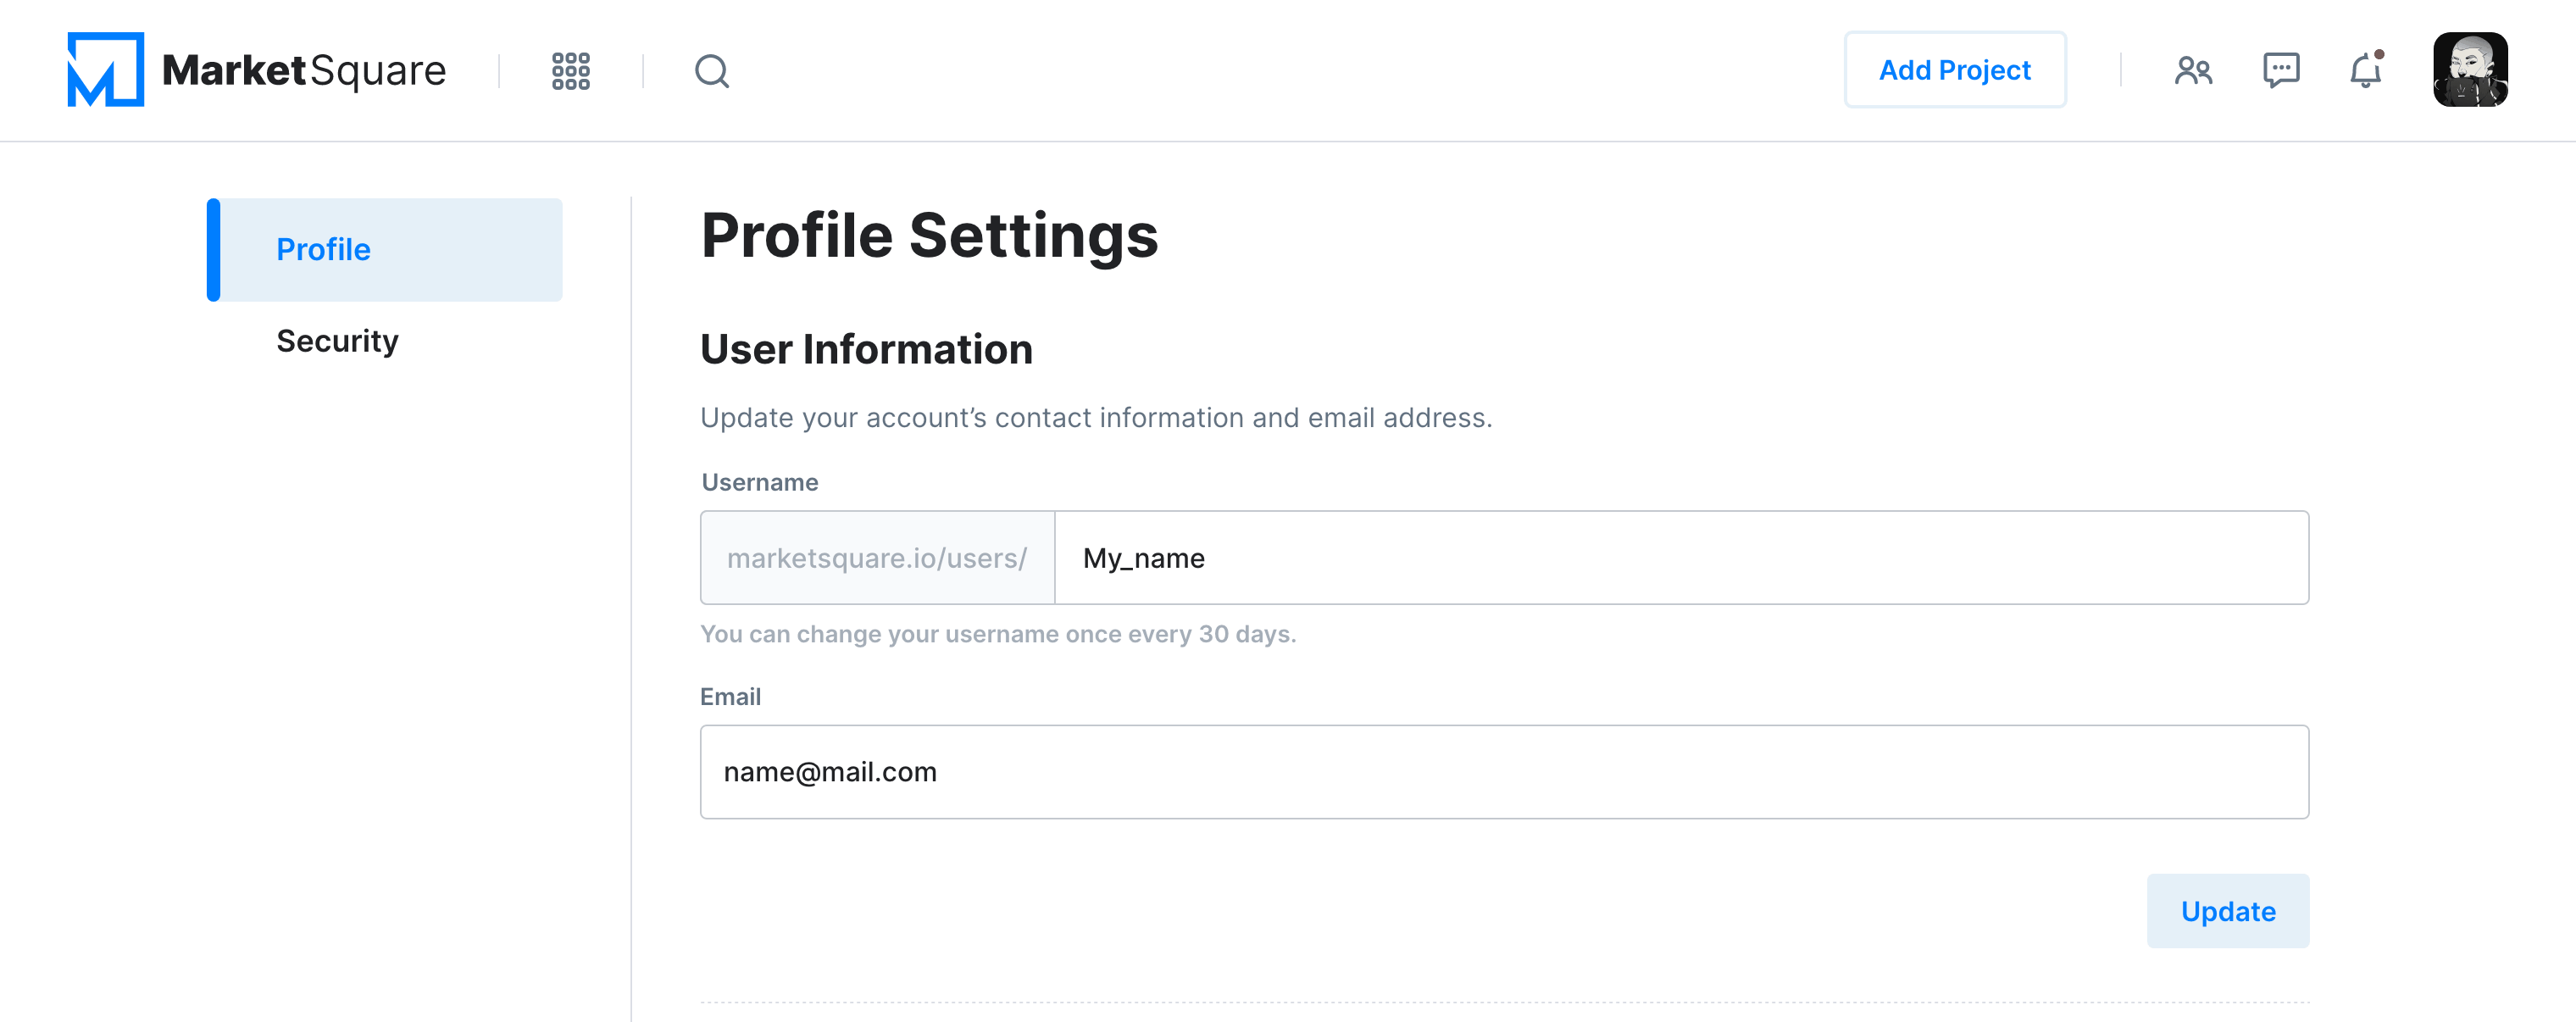 MarketSquare
Add Project
Profile
Security
Profile Settings
User Information
Update your account’s contact information and email address.
Username
marketsquare.io/users/ My_name
You can change your username once every 30 days.
Email
name@mail.com
Update